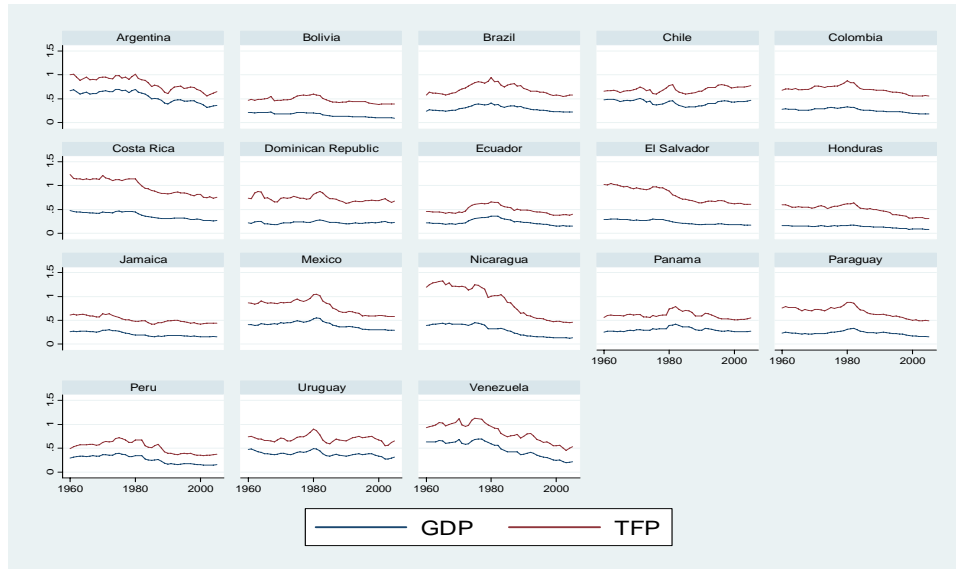 Argentina Bolivia Brazil Chile Colombia
1.5
1
.5
0
Costa Rica Dominican Republic Ecuador El Salvador Honduras
1.5
1
.5
0
Jamaica Mexico Nicaragua Panama Paraguay
1.5
1
.5
0
1960 1980 2000 1960 1980 2000
Peru Uruguay Venezuela
1.5
1
.5
0
1960 1980 2000 1960 1980 2000 1960 1980 2000
GDP TFP